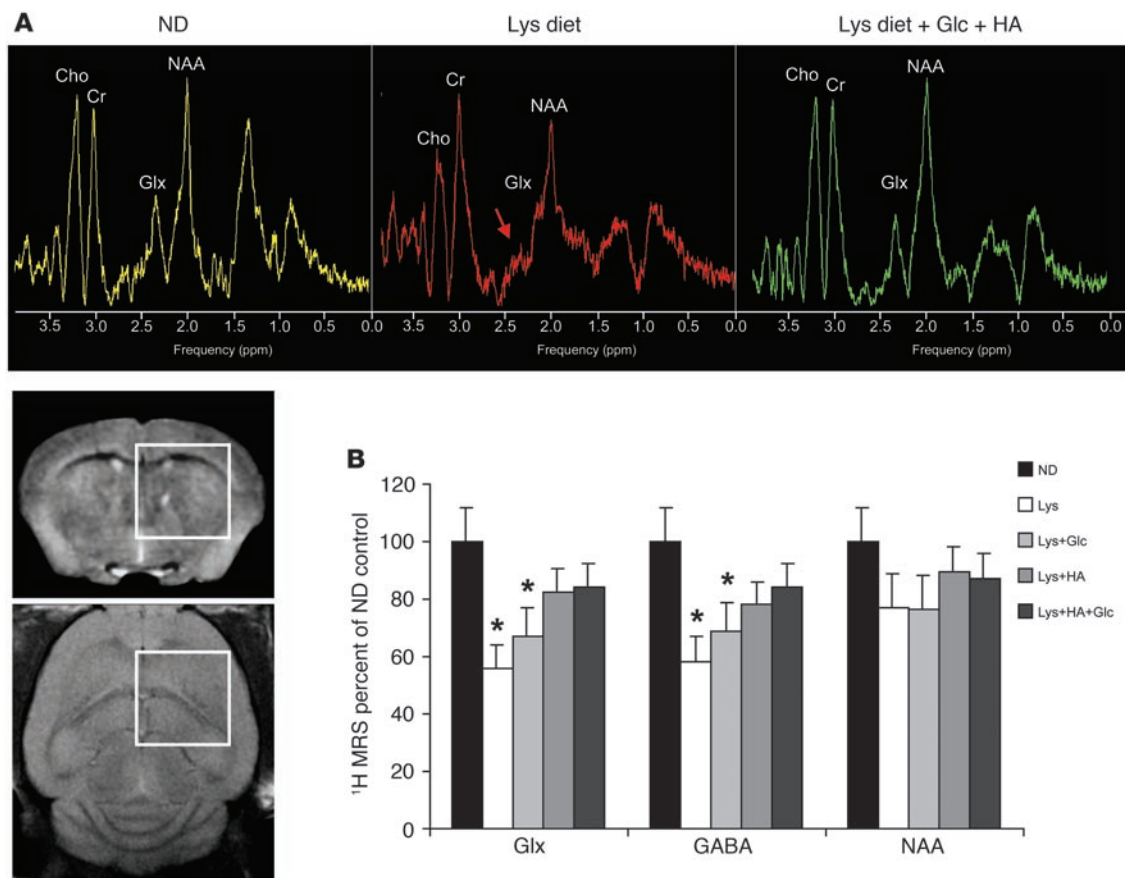 A
ND
Lys diet
Lys diet + Glc + HA
Cho
Cr
Glx
NAA
3.5 3.0 2.5 2.0 1.5 1.0 0.5 0.0
Frequency (ppm)
Cho
Cr
Glx
NAA
3.5 3.0 2.5 2.0 1.5 1.0 0.5 0.0
Frequency (ppm)
Cho
Cr
Glx
NAA
3.5 3.0 2.5 2.0 1.5 1.0 0.5 0.0
Frequency (ppm)
B
¹H MRS percent of ND control
120
100
80
60
40
20
0
* * * *
Glx GABA NAA
ND
Lys
Lys+Glc
Lys+HA
Lys+HA+Glc